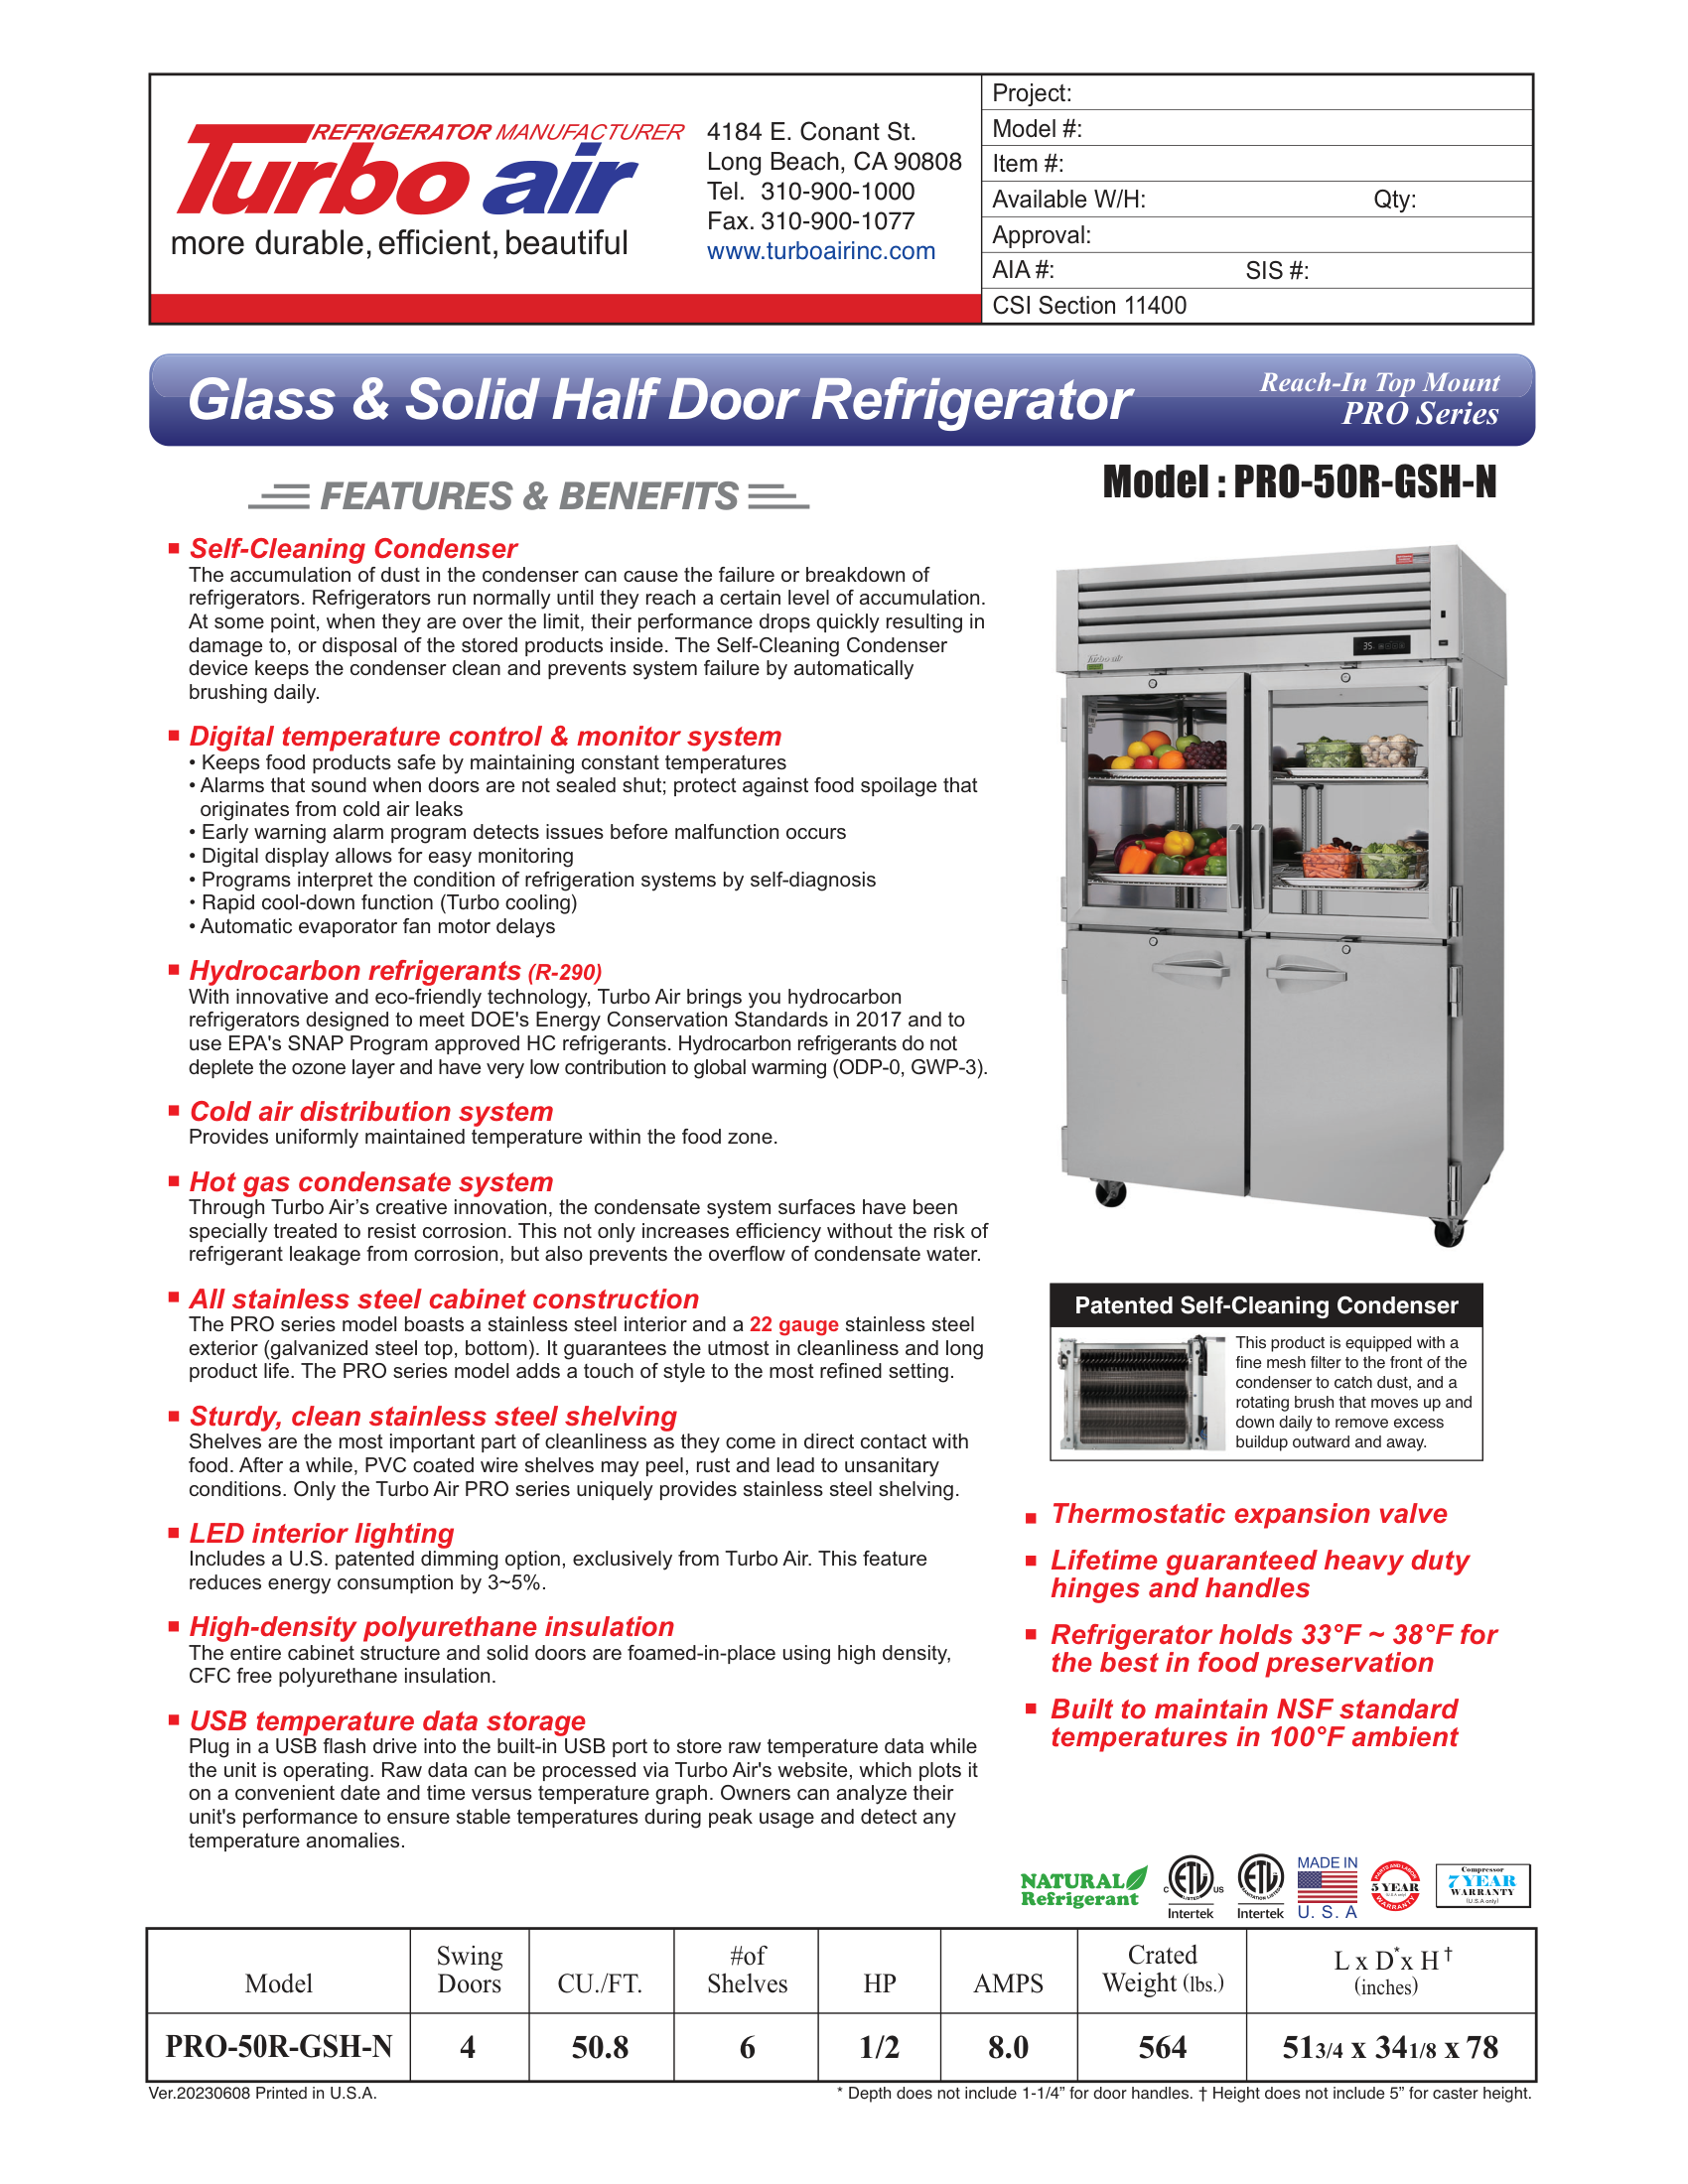 REFRIGERATOR MANUFACTURER
Turbo air
more durable, efficient, beautiful
4184 E. Conant St.
Long Beach, CA 90808
Tel. 310-900-1000
Fax. 310-900-1077
www.turboairinc.com
Project:
Model #:
Item #:
Available W/H: Qty:
Approval:
AIA #: SIS #:
CSI Section 11400
Glass & Solid Half Door Refrigerator
Reach-In Top Mount
PRO Series
FEATURES & BENEFITS
Model : PRO-50R-GSH-N
Self-Cleaning Condenser
The accumulation of dust in the condenser can cause the failure or breakdown of
refrigerators. Refrigerators run normally until they reach a certain level of accumulation.
At some point, when they are over the limit, their performance drops quickly resulting in
damage to, or disposal of the stored products inside. The Self-Cleaning Condenser
device keeps the condenser clean and prevents system failure by automatically
brushing daily.
Digital temperature control & monitor system
• Keeps food products safe by maintaining constant temperatures
• Alarms that sound when doors are not sealed shut; protect against food spoilage that
originates from cold air leaks
• Early warning alarm program detects issues before malfunction occurs
• Digital display allows for easy monitoring
• Programs interpret the condition of refrigeration systems by self-diagnosis
• Rapid cool-down function (Turbo cooling)
• Automatic evaporator fan motor delays
Hydrocarbon refrigerants (R-290)
With innovative and eco-friendly technology, Turbo Air brings you hydrocarbon
refrigerators designed to meet DOE's Energy Conservation Standards in 2017 and to
use EPA's SNAP Program approved HC refrigerants. Hydrocarbon refrigerants do not
deplete the ozone layer and have very low contribution to global warming (ODP-0, GWP-3).
Cold air distribution system
Provides uniformly maintained temperature within the food zone.
Hot gas condensate system
Through Turbo Air’s creative innovation, the condensate system surfaces have been
specially treated to resist corrosion. This not only increases efficiency without the risk of
refrigerant leakage from corrosion, but also prevents the overflow of condensate water.
All stainless steel cabinet construction
The PRO series model boasts a stainless steel interior and a 22 gauge stainless steel
exterior (galvanized steel top, bottom). It guarantees the utmost in cleanliness and long
product life. The PRO series model adds a touch of style to the most refined setting.
Sturdy, clean stainless steel shelving
Shelves are the most important part of cleanliness as they come in direct contact with
food. After a while, PVC coated wire shelves may peel, rust and lead to unsanitary
conditions. Only the Turbo Air PRO series uniquely provides stainless steel shelving.
LED interior lighting
Includes a U.S. patented dimming option, exclusively from Turbo Air. This feature
reduces energy consumption by 3~5%.
High-density polyurethane insulation
The entire cabinet structure and solid doors are foamed-in-place using high density,
CFC free polyurethane insulation.
USB temperature data storage
Plug in a USB flash drive into the built-in USB port to store raw temperature data while
the unit is operating. Raw data can be processed via Turbo Air's website, which plots it
on a convenient date and time versus temperature graph. Owners can analyze their
unit's performance to ensure stable temperatures during peak usage and detect any
temperature anomalies.
35
Turbo air
Patented Self-Cleaning Condenser
This product is equipped with a
fine mesh filter to the front of the
condenser to catch dust, and a
rotating brush that moves up and
down daily to remove excess
buildup outward and away.
Thermostatic expansion valve
Lifetime guaranteed heavy duty
hinges and handles
Refrigerator holds 33°F ~ 38°F for
the best in food preservation
Built to maintain NSF standard
temperatures in 100°F ambient
NATURAL
Refrigerant
C ETL US
LISTED
Intertek
ETL
SANITATION LISTED
Intertek
MADE IN
U. S. A
PARTS AND LABOR
5 YEAR
(U.S.A only)
WARRANTY
Compressor
7 YEAR
WARRANTY
(U.S.A only)
Model
Swing
Doors
CU./FT.
#of
Shelves
HP
AMPS
Crated
Weight (lbs.)
L x D* x H †
(inches)
PRO-50R-GSH-N 4 50.8 6 1/2 8.0 564 51 3/4 x 34 1/8 x 78
Ver.20230608 Printed in U.S.A.
* Depth does not include 1-1/4” for door handles. † Height does not include 5” for caster height.